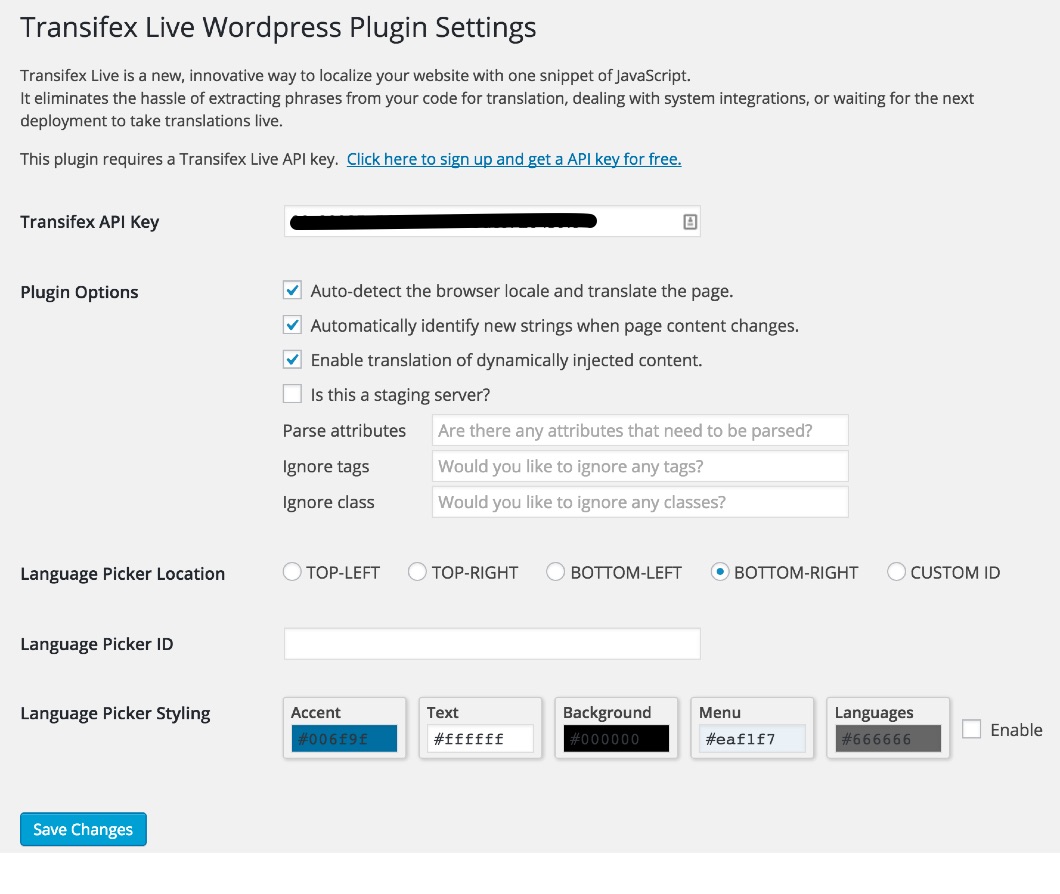 Transifex Live Wordpress Plugin Settings
Transifex Live is a new, innovative way to localize your website with one snippet of JavaScript.
It eliminates the hassle of extracting phrases from your code for translation, dealing with system integrations, or waiting for the next
deployment to take translations live.
This plugin requires a Transifex Live API key. Click here to sign up and get a API key for free.
Transifex API Key
Plugin Options
Auto-detect the browser locale and translate the page.
Automatically identify new strings when page content changes.
Enable translation of dynamically injected content.
Is this a staging server?
Parse attributes Are there any attributes that need to be parsed?
Ignore tags Would you like to ignore any tags?
Ignore class Would you like to ignore any classes?
Language Picker Location TOP-LEFT TOP-RIGHT BOTTOM-LEFT BOTTOM-RIGHT CUSTOM ID
Language Picker ID
Language Picker Styling Accent Text Background Menu Languages
#006f9f #ffffff #000000 #eaf1f7 #666666 Enable
Save Changes